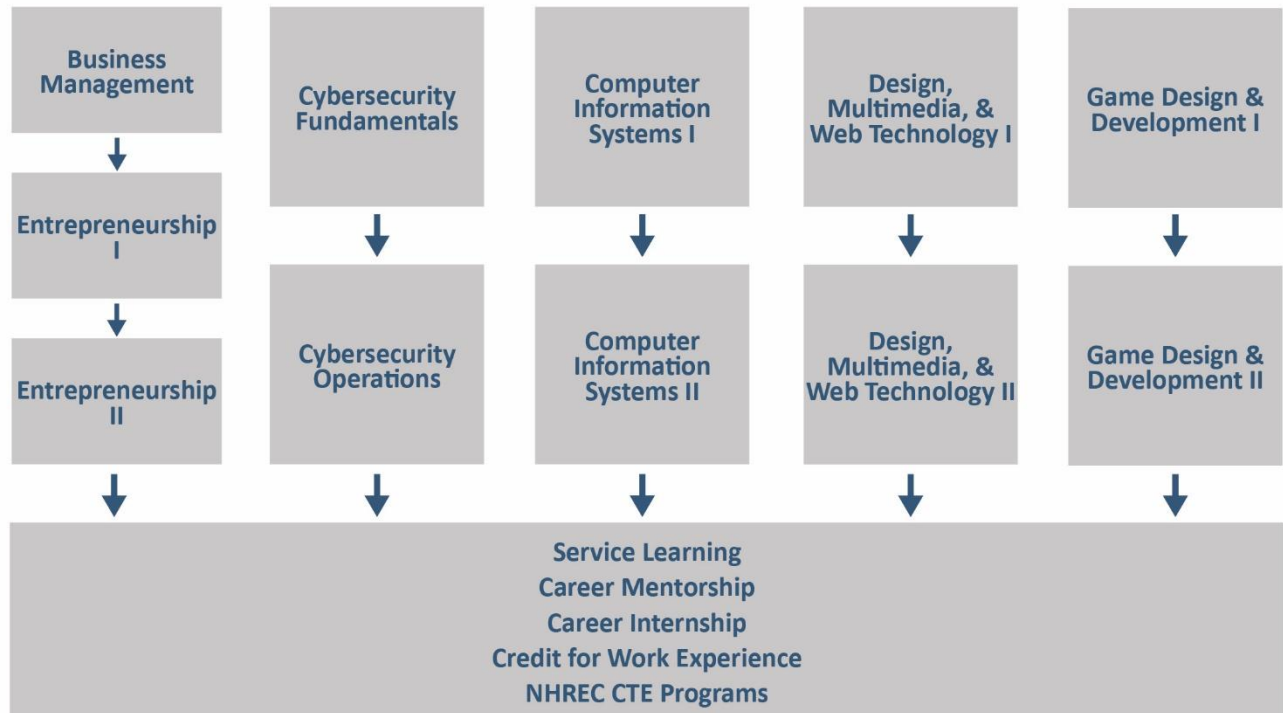 Business
Management
Cybersecurity
Fundamentals
Computer
Information
Systems I
Design,
Multimedia, &
Web Technology I
Game Design &
Development I
Entrepreneurship
I
Entrepreneurship
II
Cybersecurity
Operations
Computer
Information
Systems II
Design,
Multimedia, &
Web Technology II
Game Design &
Development II
Service Learning
Career Mentorship
Career Internship
Credit for Work Experience
NHREC CTE Programs